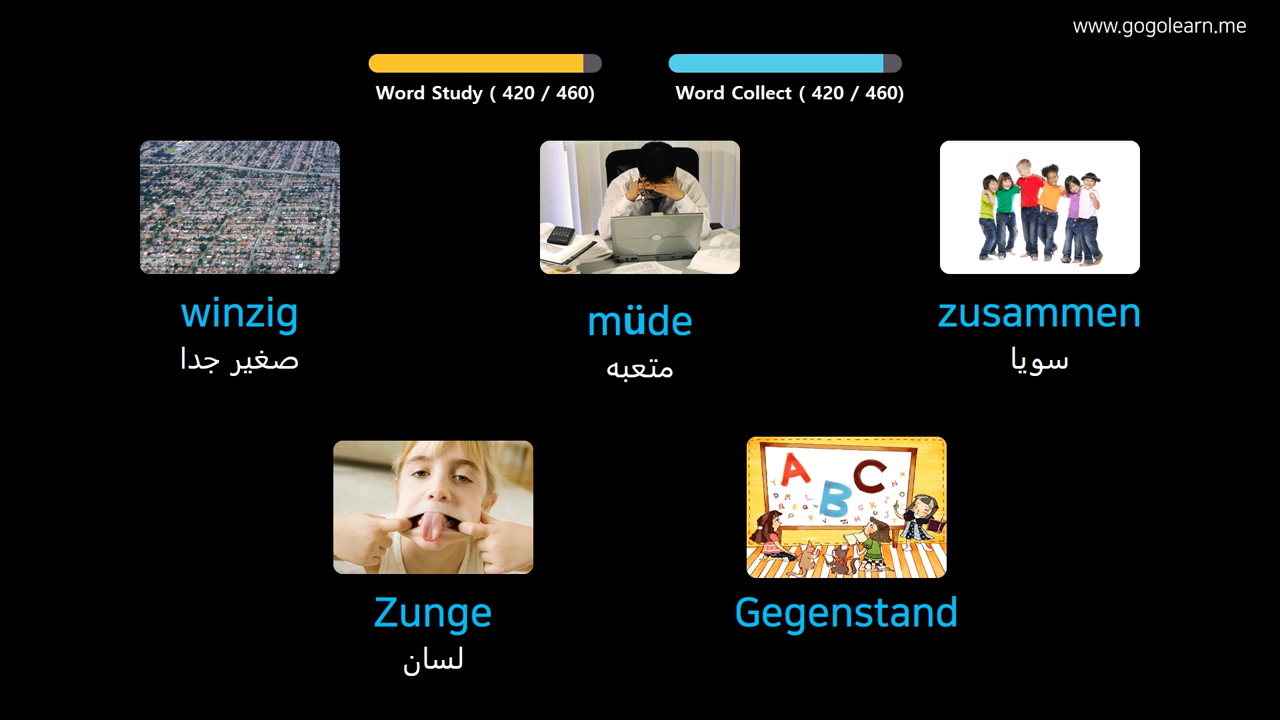 www.gogolearn.me
Word Study ( 420 / 460)
Word Collect ( 420 / 460)
winzig
صغير جدا
müde
متعبه
zusammen
سويا
A B C
Zunge
لسان
Gegenstand